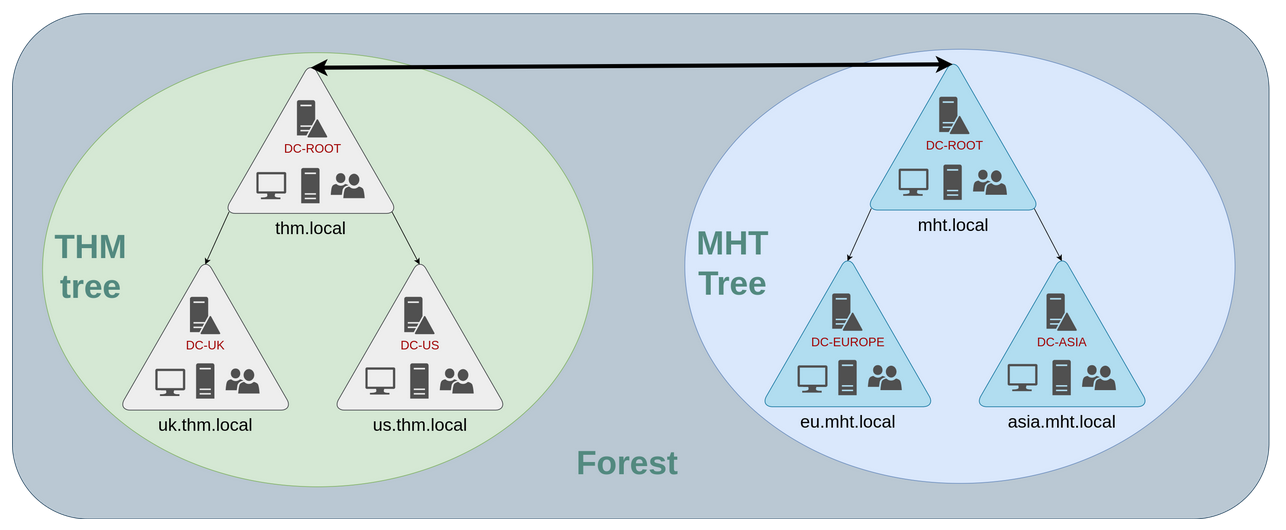 DC-ROOT
thm.local
THM
tree
DC-UK
uk.thm.local
DC-US
us.thm.local
DC-ROOT
mht.local
MHT
Tree
DC-EUROPE
eu.mht.local
DC-ASIA
asia.mht.local
Forest